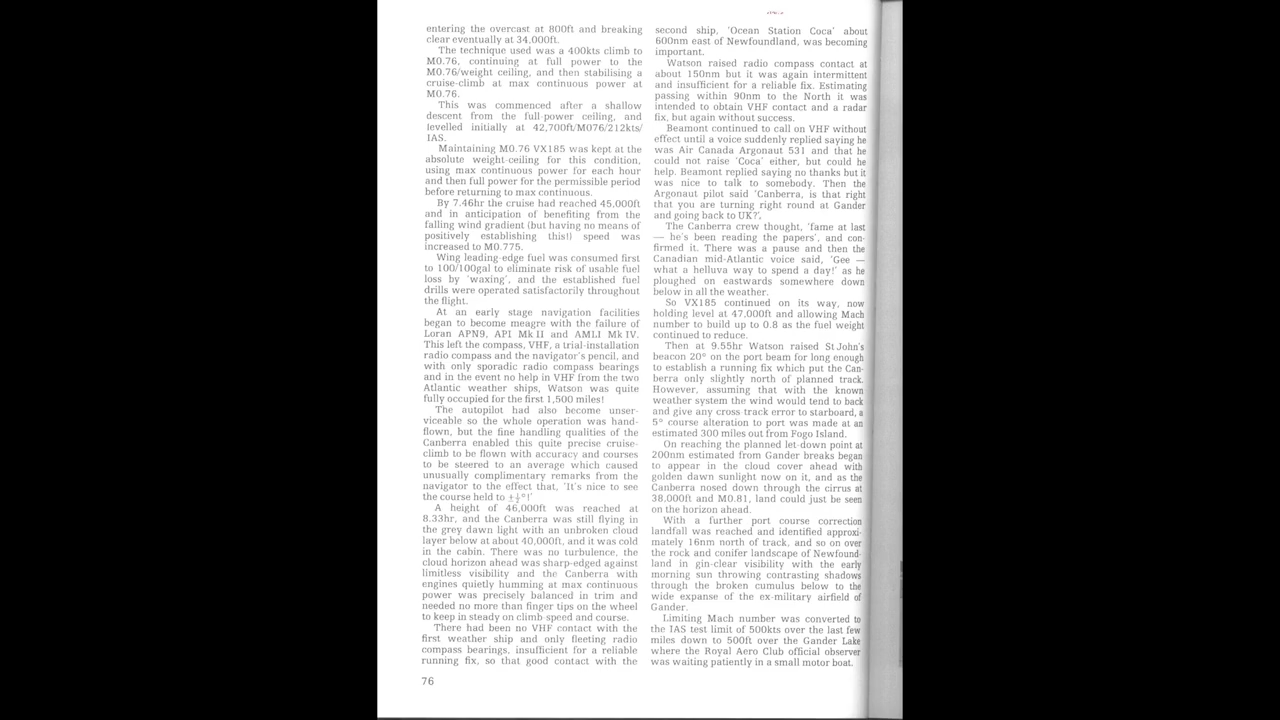 entering the overcast at 800ft and breaking
clear eventually at 34,000ft.
The technique used was a 400kts climb to
M0.76, continuing at full power to the
M0.76/weight ceiling, and then stabilising a
cruise-climb at max continuous power at
M0.76.
This was commenced after a shallow
descent from the full-power ceiling, and
levelled initially at 42,700ft/M076/212kts/
IAS.
Maintaining M0.76 VX185 was kept at the
absolute weight-ceiling for this condition,
using max continuous power for each hour
and then full power for the permissible period
before returning to max continuous.
By 7.46hr the cruise had reached 45,000ft
and in anticipation of benefiting from the
falling wind gradient (but having no means of
positively establishing this!) speed was
increased to M0.775.
Wing leading-edge fuel was consumed first
to 100/100gal to eliminate risk of usable fuel
loss by 'waxing', and the established fuel
drills were operated satisfactorily throughout
the flight.
At an early stage navigation facilities
began to become meagre with the failure of
Loran APN9, API Mk II and AMLI Mk IV.
This left the compass, VHF, a trial-installation
radio compass and the navigator's pencil, and
with only sporadic radio compass bearings
and in the event no help in VHF from the two
Atlantic weather ships, Watson was quite
fully occupied for the first 1,500 miles!
The autopilot had also become unser-
viceable so the whole operation was hand-
flown, but the fine handling qualities of the
Canberra enabled this quite precise cruise-
climb to be flown with accuracy and courses
to be steered to an average which caused
unusually complimentary remarks from the
navigator to the effect that, 'It's nice to see
the course held to ±½°!'
A height of 46,000ft was reached at
8.33hr, and the Canberra was still flying in
the grey dawn light with an unbroken cloud
layer below at about 40,000ft, and it was cold
in the cabin. There was no turbulence, the
cloud horizon ahead was sharp-edged against
limitless visibility and the Canberra with
engines quietly humming at max continuous
power was precisely balanced in trim and
needed no more than finger tips on the wheel
to keep in steady on climb speed and course.
There had been no VHF contact with the
first weather ship and only fleeting radio
compass bearings, insufficient for a reliable
running fix, so that good contact with the
76
second ship, 'Ocean Station Coca' about
600nm east of Newfoundland, was becoming
important.
Watson raised radio compass contact at
about 150nm but it was again intermittent
and insufficient for a reliable fix. Estimating
passing within 90nm to the North it was
intended to obtain VHF contact and a radar
fix, but again without success.
Beamont continued to call on VHF without
effect until a voice suddenly replied saying he
was Air Canada Argonaut 531 and that he
could not raise 'Coca' either, but could he
help. Beamont replied saying no thanks but it
was nice to talk to somebody. Then the
Argonaut pilot said 'Canberra, is that right
that you are turning right round at Gander
and going back to UK?'.
The Canberra crew thought, 'fame at last
— he's been reading the papers', and con-
firmed it. There was a pause and then the
Canadian mid-Atlantic voice said, 'Gee —
what a helluva way to spend a day!' as he
ploughed on eastwards somewhere down
below in all the weather.
So VX185 continued on its way, now
holding level at 47,000ft and allowing Mach
number to build up to 0.8 as the fuel weight
continued to reduce.
Then at 9.55hr Watson raised St John's
beacon 20° on the port beam for long enough
to establish a running fix which put the Can-
berra only slightly north of planned track.
However, assuming that with the known
weather system the wind would tend to back
and give any cross-track error to starboard, a
5° course alteration to port was made at an
estimated 300 miles out from Fogo Island.
On reaching the planned let-down point at
200nm estimated from Gander breaks began
to appear in the cloud cover ahead with
golden dawn sunlight now on it, and as the
Canberra nosed down through the cirrus at
38,000ft and M0.81, land could just be seen
on the horizon ahead.
With a further port course correction
landfall was reached and identified approxi-
mately 16nm north of track, and so on over
the rock and conifer landscape of Newfound-
land in gin-clear visibility with the early
morning sun throwing contrasting shadows
through the broken cumulus below to the
wide expanse of the ex-military airfield of
Gander.
Limiting Mach number was converted to
the IAS test limit of 500kts over the last few
miles down to 500ft over the Gander Lake
where the Royal Aero Club official observer
was waiting patiently in a small motor boat.